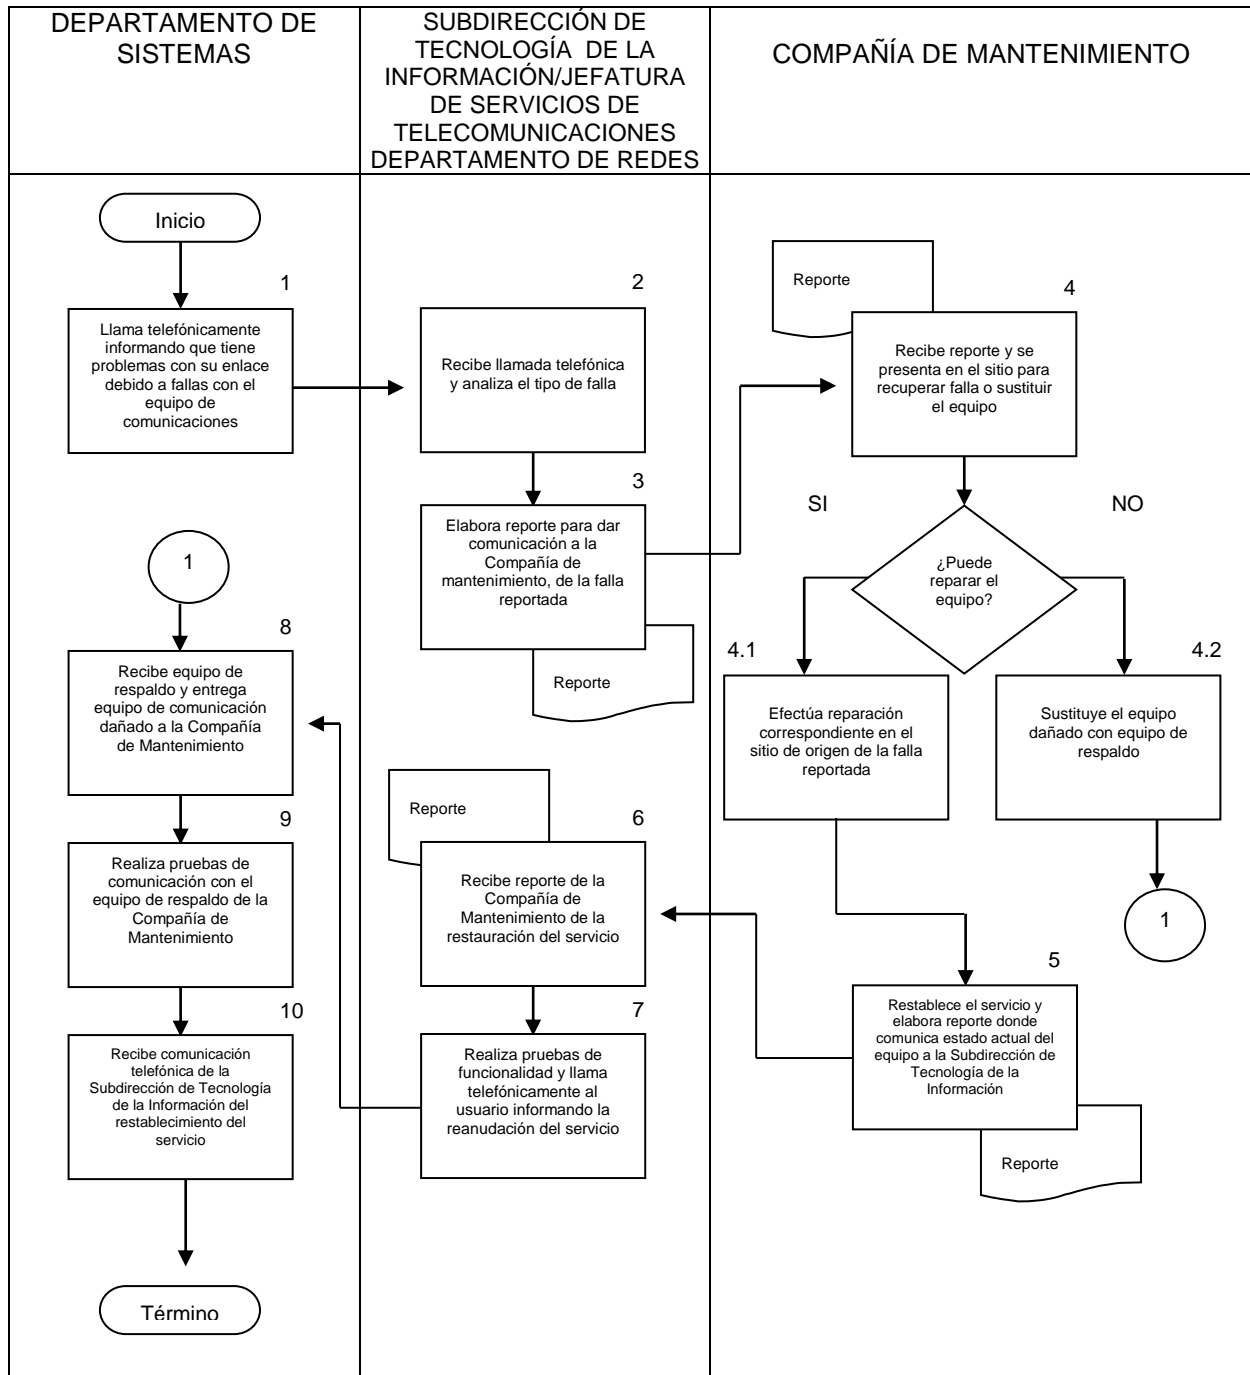 DEPARTAMENTO DE
SISTEMAS
SUBDIRECCIÓN DE
TECNOLOGÍA DE LA
INFORMACIÓN/JEFATURA
DE SERVICIOS DE
TELECOMUNICACIONES
DEPARTAMENTO DE REDES
COMPAÑÍA DE MANTENIMIENTO
Inicio
1
Llama telefónicamente
informando que tiene
problemas con su enlace
debido a fallas con el
equipo de
comunicaciones
2
Recibe llamada telefónica
y analiza el tipo de falla
3
Elabora reporte para dar
comunicación a la
Compañía de
mantenimiento, de la falla
reportada
Reporte
Reporte
4
Recibe reporte y se
presenta en el sitio para
recuperar falla o sustituir
el equipo
SI
NO
¿Puede
reparar el
equipo?
4.1
Efectúa reparación
correspondiente en el
sitio de origen de la falla
reportada
4.2
Sustituye el equipo
dañado con equipo de
respaldo
1
5
Restablece el servicio y
elabora reporte donde
comunica estado actual del
equipo a la Subdirección de
Tecnología de la
Información
Reporte
Reporte
6
Recibe reporte de la
Compañía de
Mantenimiento de la
restauración del servicio
7
Realiza pruebas de
funcionalidad y llama
telefónicamente al
usuario informando la
reanudación del servicio
1
8
Recibe equipo de
respaldo y entrega
equipo de comunicación
dañado a la Compañía
de Mantenimiento
9
Realiza pruebas de
comunicación con el
equipo de respaldo de la
Compañía de
Mantenimiento
10
Recibe comunicación
telefónica de la
Subdirección de Tecnología
de la Información del
restablecimiento del
servicio
Término